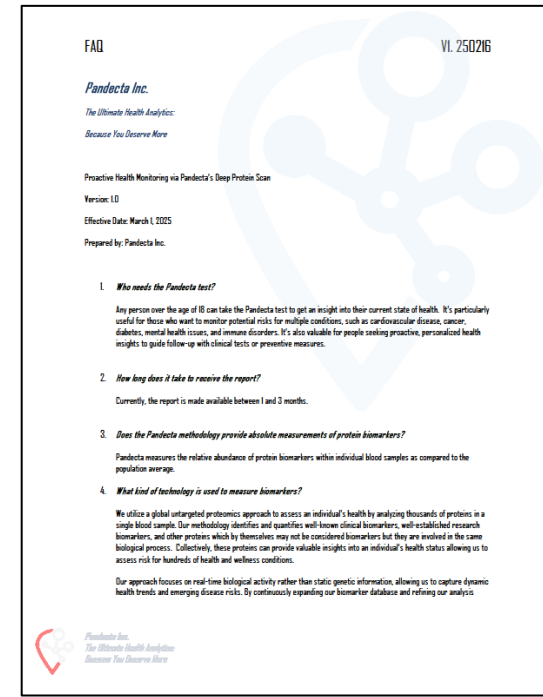 FAQ V1. 250216
Pandecta Inc.
The Ultimate Health Analytics:
Because You Deserve More
Proactive Health Monitoring via Pandecta's Deep Protein Scan
Version: 1.0
Effective Date: March 1, 2025
Prepared by: Pandecta Inc.
1. Who needs the Pandecta test?
Any person over the age of 18 can take the Pandecta test to get an insight into their current state of health. It's particularly
useful for those who want to monitor potential risks for multiple conditions, such as cardiovascular disease, cancer,
diabetes, mental health issues, and immune disorders. It's also valuable for people seeking proactive, personalized health
insights to guide follow-up with clinical tests or preventive measures.
2. How long does it take to receive the report?
Currently, the report is made available between 1 and 3 months.
3. Does the Pandecta methodology provide absolute measurements of protein biomarkers?
Pandecta measures the relative abundance of protein biomarkers within individual blood samples as compared to the
population average.
4. What kind of technology is used to measure biomarkers?
We utilize a global untargeted proteomics approach to assess an individual's health by analyzing thousands of proteins in a
single blood sample. Our methodology identifies and quantifies well-known clinical biomarkers, well-established research
biomarkers, and other proteins which by themselves may not be considered biomarkers but they are involved in the same
biological process. Collectively, these proteins can provide valuable insights into an individual's health status allowing us to
assess risk for hundreds of health and wellness conditions.
Our approach focuses on real-time biological activity rather than static genetic information, allowing us to capture dynamic
health trends and emerging disease risks. By continuously expanding our biomarker database and refining our analysis
Pandecta Inc.
The Ultimate Health Analytics:
Because You Deserve More